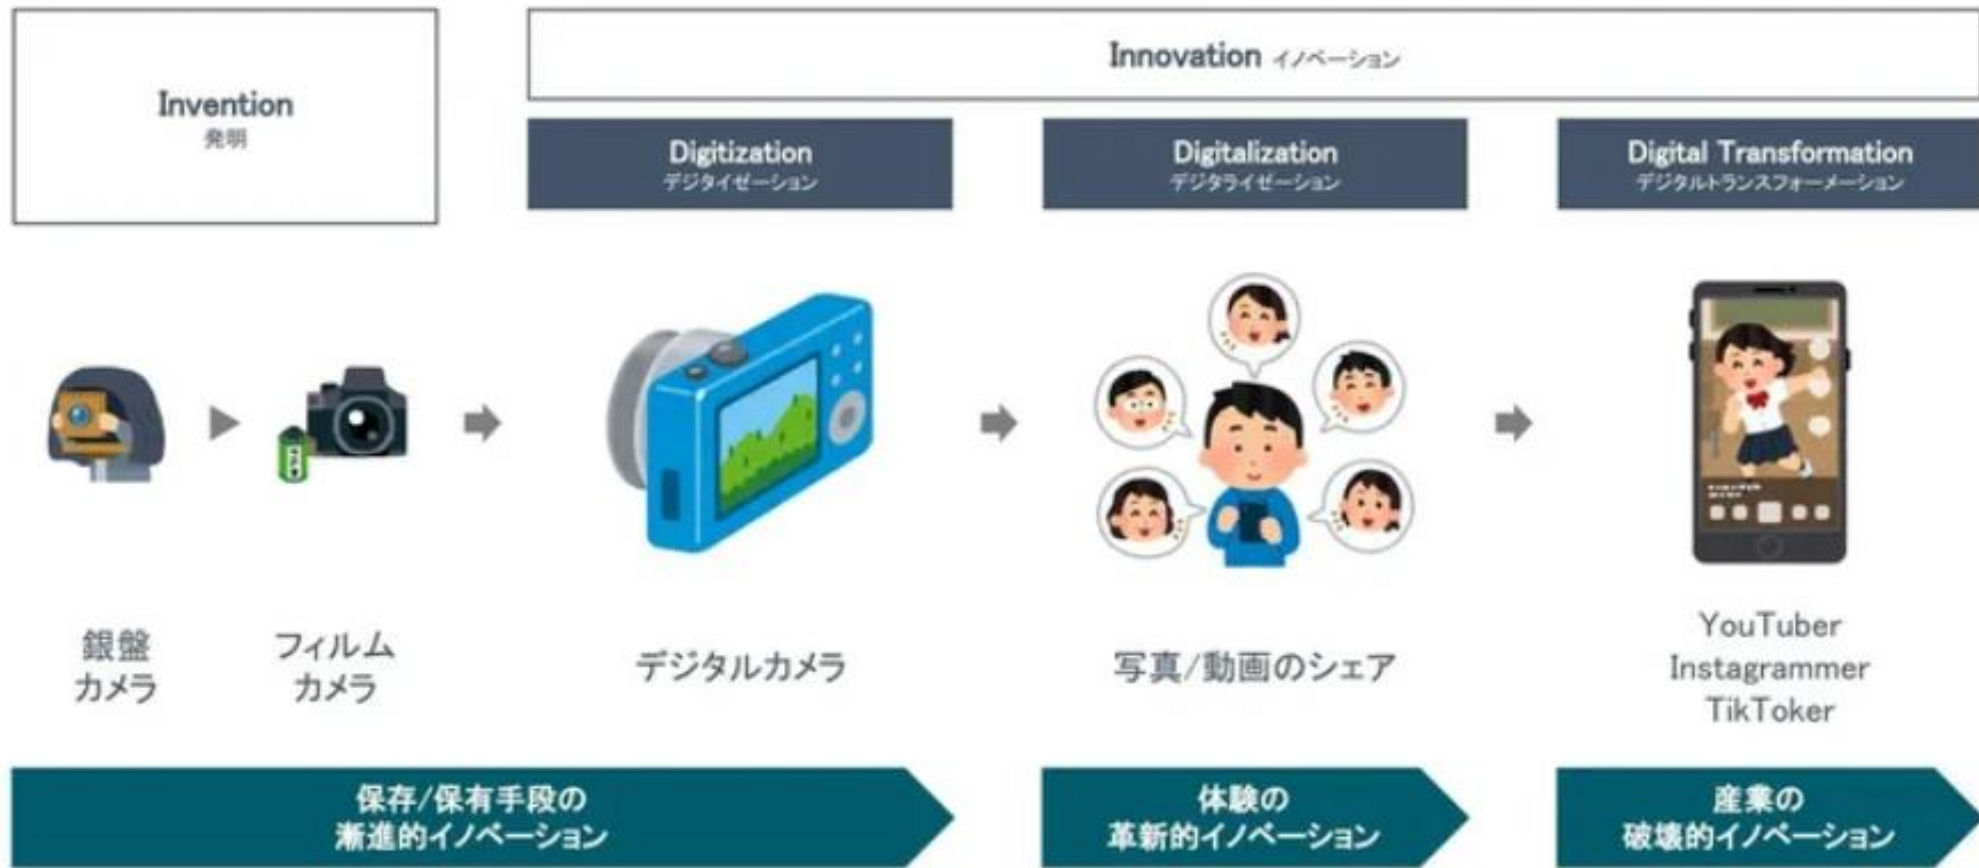 Invention
発明
Innovation イノベーション
Digitization
デジタイゼーション
Digitalization
デジタライゼーション
Digital Transformation
デジタルトランスフォーメーション
銀盤
カメラ
フィルム
カメラ
デジタルカメラ
写真/動画のシェア
YouTuber
Instagrammer
TikToker
保存/保有手段の
漸進的イノベーション
体験の
革新的イノベーション
産業の
破壊的イノベーション